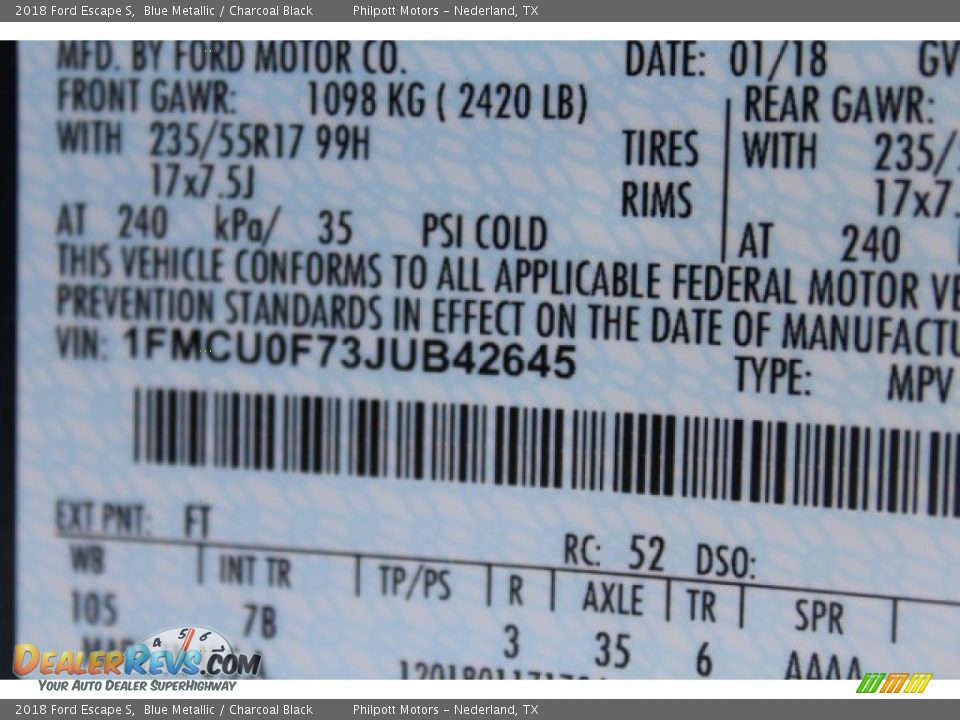 2018 Ford Escape S, Blue Metallic / Charcoal Black Philpott Motors - Nederland, TX
MFD. BY FORD MOTOR CO. DATE: 01/18 GV
FRONT GAWR: 1098 KG ( 2420 LB) REAR GAWR:
WITH 235/55R17 99H TIRES WITH 235/
17x7.5J RIMS 17x7.
AT 240 kPa/ 35 PSI COLD AT 240
THIS VEHICLE CONFORMS TO ALL APPLICABLE FEDERAL MOTOR VE
PREVENTION STANDARDS IN EFFECT ON THE DATE OF MANUFACTU
VIN: 1FMCU0F73JUB42645
TYPE: MPV
EXT PNT: FT RC: 52 DSO:
WB INT TR TP/PS R AXLE TR SPR
105 7B 3 35 6 AAAA
DEALERREVS.COM
YOUR AUTO DEALER SUPERHIGHWAY
2018 Ford Escape S, Blue Metallic / Charcoal Black Philpott Motors - Nederland, TX